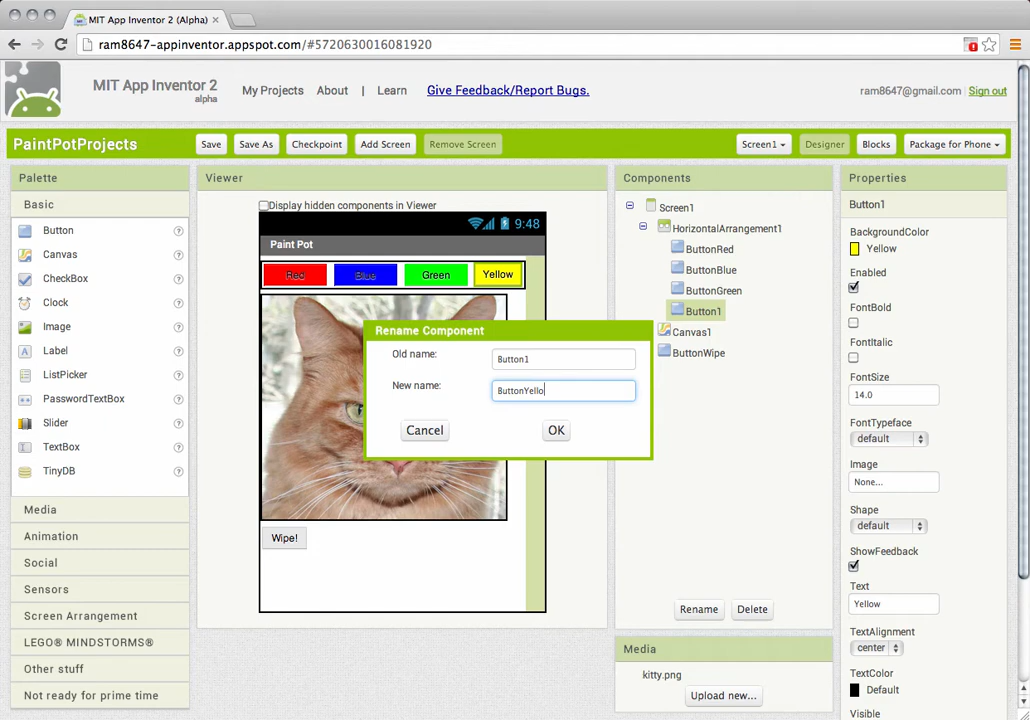 MIT App Inventor 2 (Alpha)
ram8647-appinventor.appspot.com/#5720630016081920
MIT App Inventor 2
alpha
My Projects
About
|
Learn
Give Feedback/Report Bugs.
ram8647@gmail.com
Sign out
PaintPotProjects
Save
Save As
Checkpoint
Add Screen
Remove Screen
Screen1
Designer
Blocks
Package for Phone
Palette
Basic
Button
Canvas
CheckBox
Clock
Image
Label
ListPicker
PasswordTextBox
Slider
TextBox
TinyDB
Media
Animation
Social
Sensors
Screen Arrangement
LEGO® MINDSTORMS®
Other stuff
Not ready for prime time
Viewer
Display hidden components in Viewer
9:48
Paint Pot
Red
Blue
Green
Yellow
Wipe!
Rename Component
Old name:
Button1
New name:
ButtonYello
Cancel
OK
Components
Screen1
HorizontalArrangement1
ButtonRed
ButtonBlue
ButtonGreen
Button1
Canvas1
ButtonWipe
Rename
Delete
Media
kitty.png
Upload new...
Properties
Button1
BackgroundColor
Yellow
Enabled
FontBold
FontItalic
FontSize
14.0
FontTypeface
default
Image
None...
Shape
default
ShowFeedback
Text
Yellow
TextAlignment
center
TextColor
Default
Visible